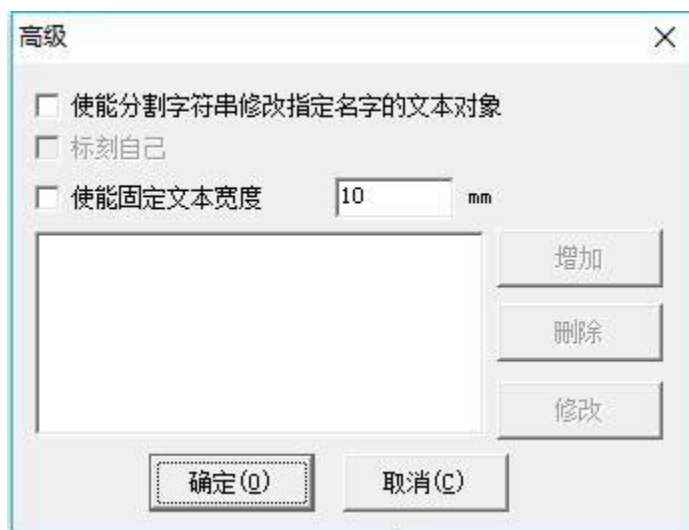 高级
使能分割字符串修改指定名字的文本对象
标刻自己
使能固定文本宽度 10 mm
增加
删除
修改
确定(O) 取消(C)